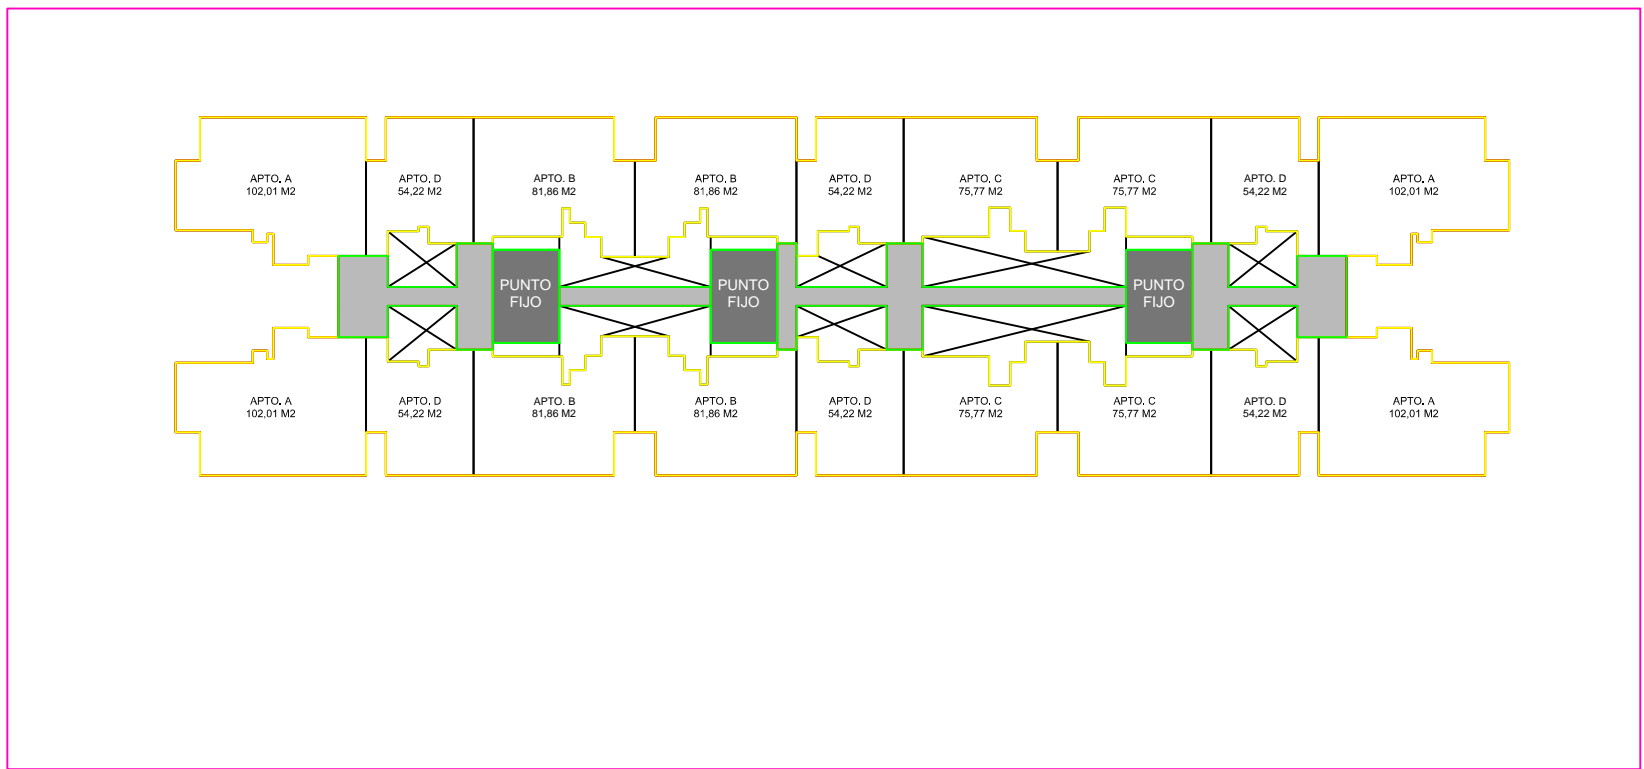 APTO. A
102,01 M2
APTO. D
54,22 M2
APTO. B
81,86 M2
APTO. B
81,86 M2
APTO. D
54,22 M2
APTO. C
75,77 M2
APTO. C
75,77 M2
APTO. D
54,22 M2
APTO. A
102,01 M2
PUNTO
FIJO
PUNTO
FIJO
PUNTO
FIJO
APTO. A
102,01 M2
APTO. D
54,22 M2
APTO. B
81,86 M2
APTO. B
81,86 M2
APTO. D
54,22 M2
APTO. C
75,77 M2
APTO. C
75,77 M2
APTO. D
54,22 M2
APTO. A
102,01 M2